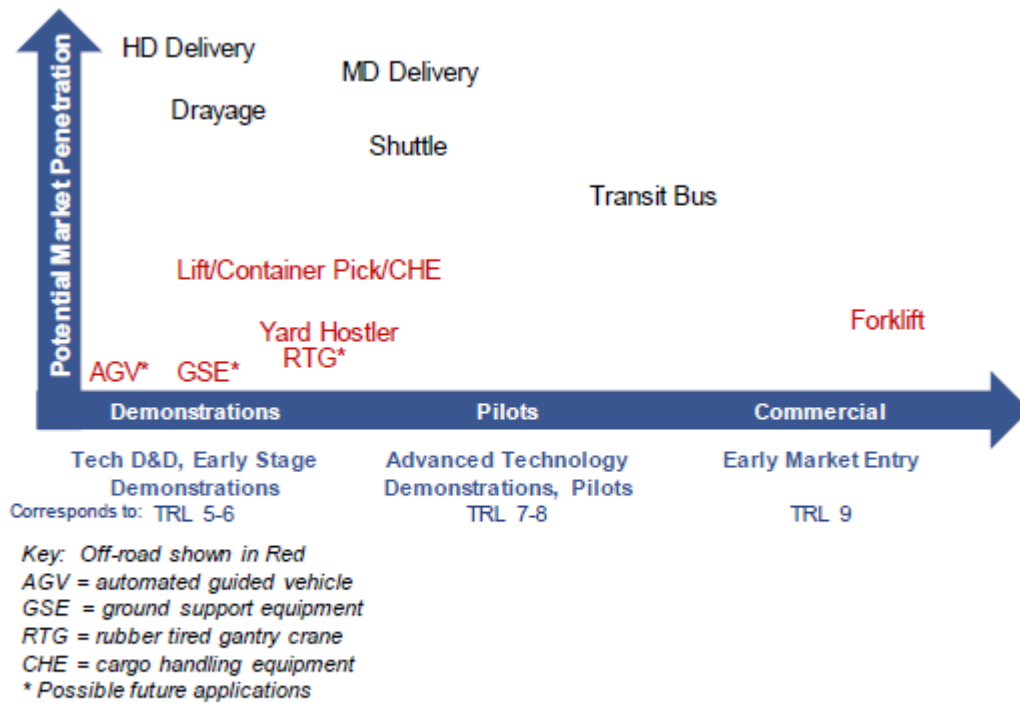 Potential Market Penetration
HD Delivery
MD Delivery
Drayage
Shuttle
Transit Bus
Lift/Container Pick/CHE
Forklift
Yard Hostler
RTG*
AGV*
GSE*
Demonstrations
Pilots
Commercial
Tech D&D, Early Stage
Demonstrations
Advanced Technology
Demonstrations, Pilots
Early Market Entry
Corresponds to: TRL 5-6
TRL 7-8
TRL 9
Key: Off-road shown in Red
AGV = automated guided vehicle
GSE = ground support equipment
RTG = rubber tired gantry crane
CHE = cargo handling equipment
* Possible future applications